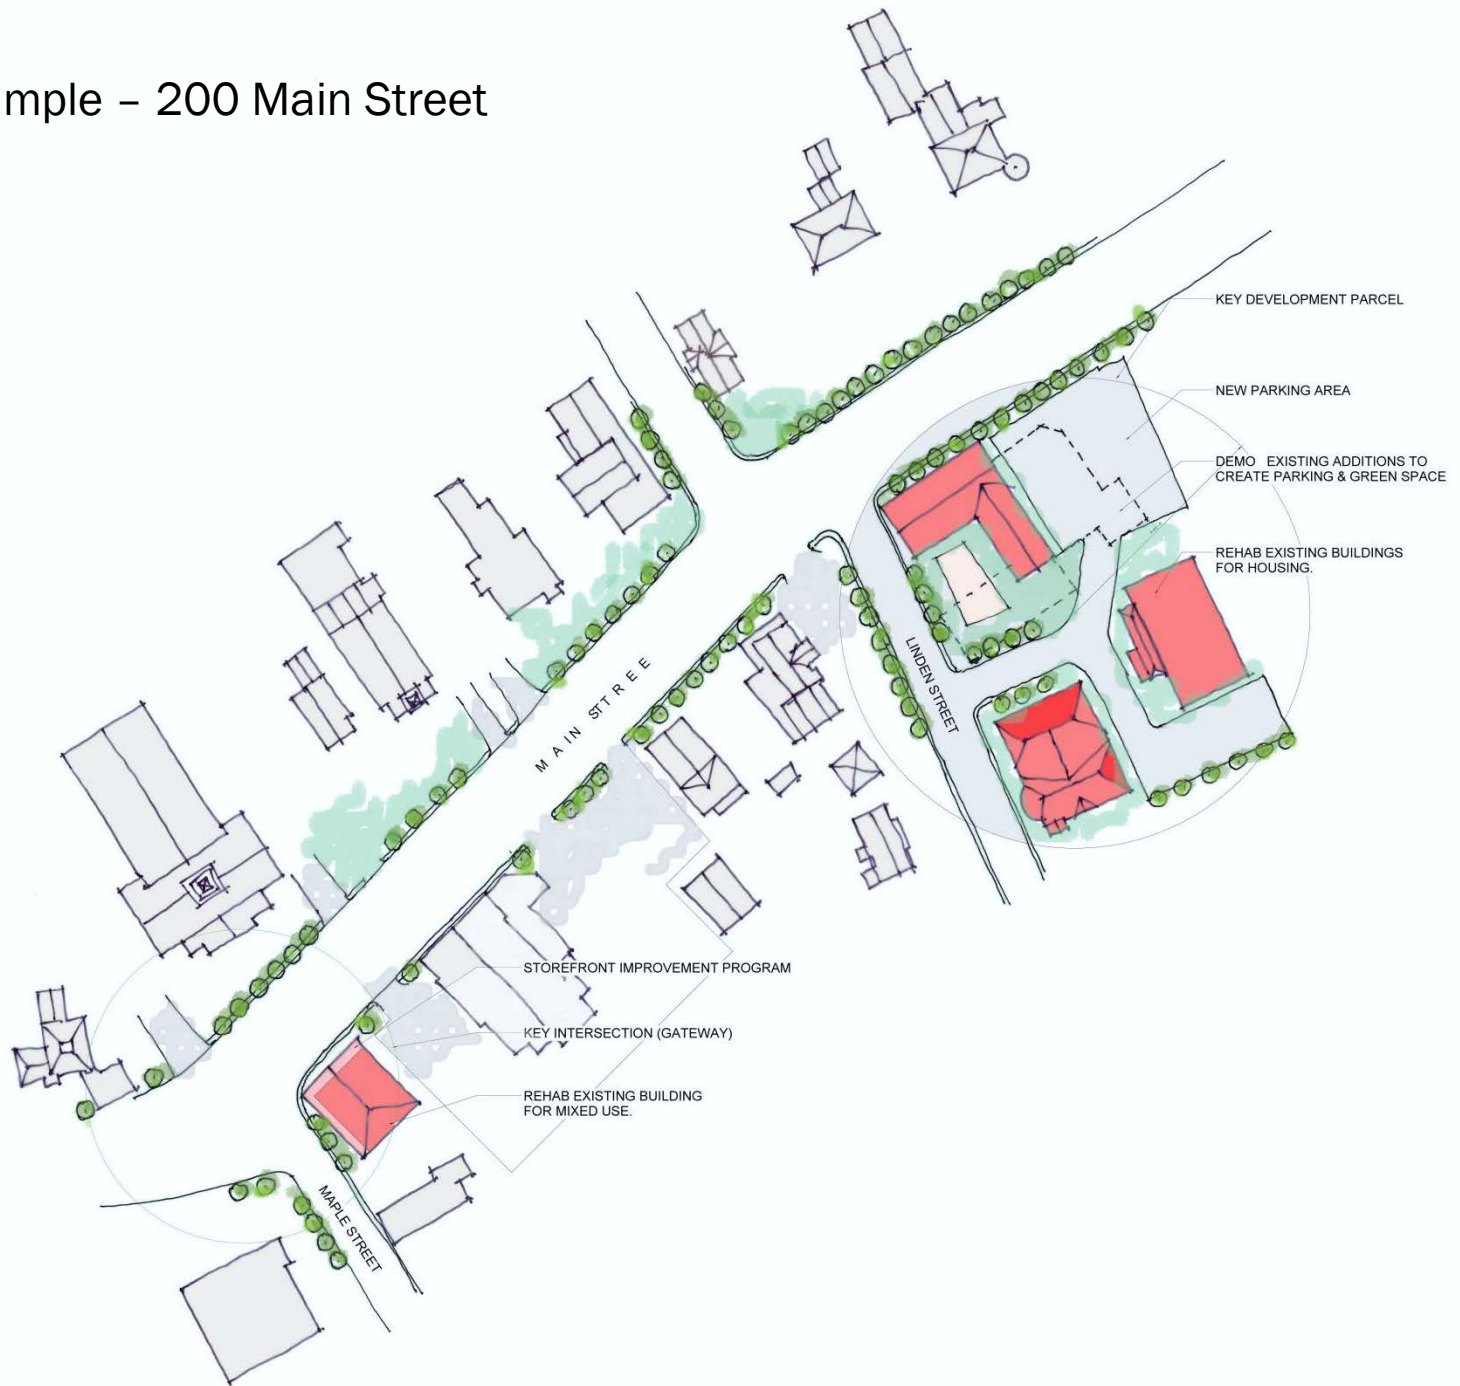 mple – 200 Main Street
KEY DEVELOPMENT PARCEL
NEW PARKING AREA
DEMO EXISTING ADDITIONS TO
CREATE PARKING & GREEN SPACE
REHAB EXISTING BUILDINGS
FOR HOUSING.
LINDEN STREET
MAIN STTREE
STOREFRONT IMPROVEMENT PROGRAM
KEY INTERSECTION (GATEWAY)
REHAB EXISTING BUILDING
FOR MIXED USE.
MAPLE STREET